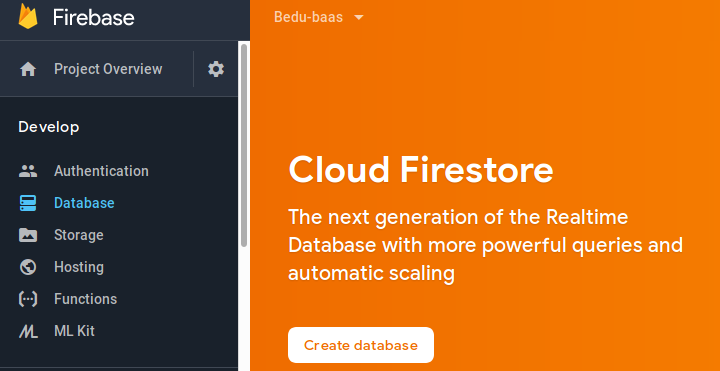 Firebase
Project Overview
Develop
Authentication
Database
Storage
Hosting
Functions
ML Kit
Bedu-baas
Cloud Firestore
The next generation of the Realtime
Database with more powerful queries and
automatic scaling
Create database